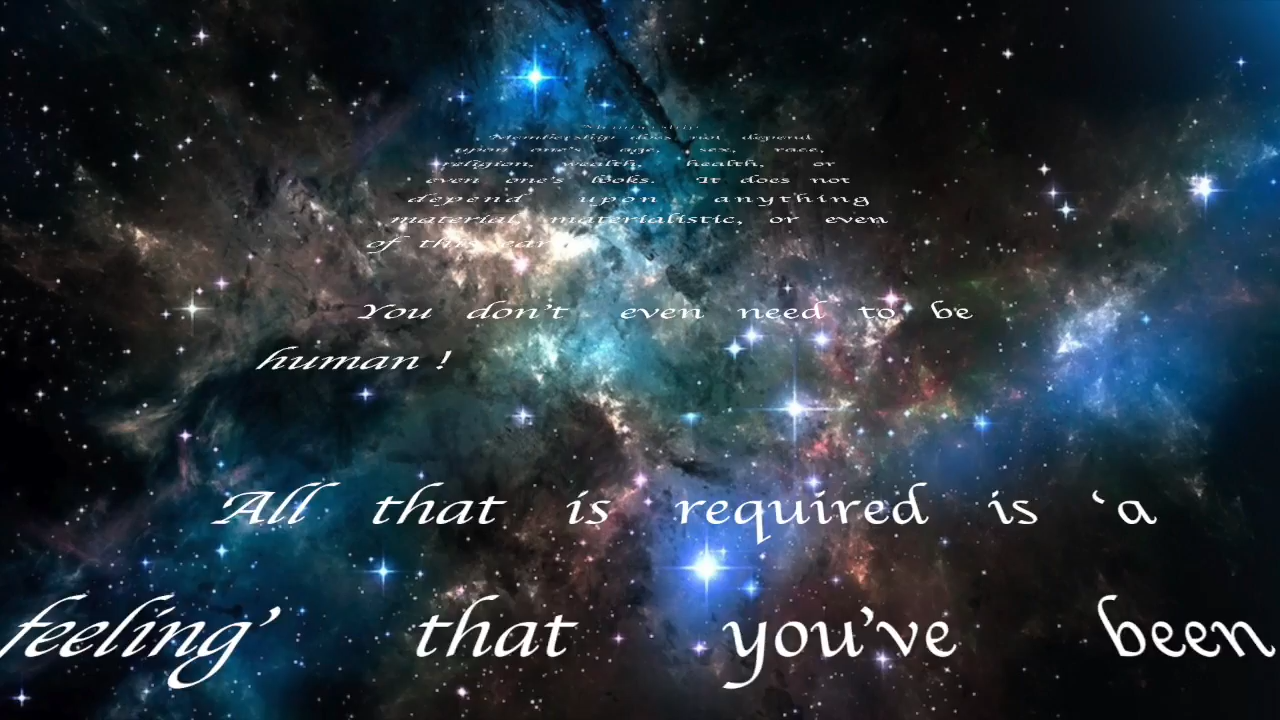 Membership
Membership does not depend
upon one's age, sex, race,
religion, wealth, health, or
even one's looks. It does not
depend upon anything
material, materialistic, or even
of this earth.
You don't even need to be
human !
All that is required is ‘a
feeling’ that you’ve been